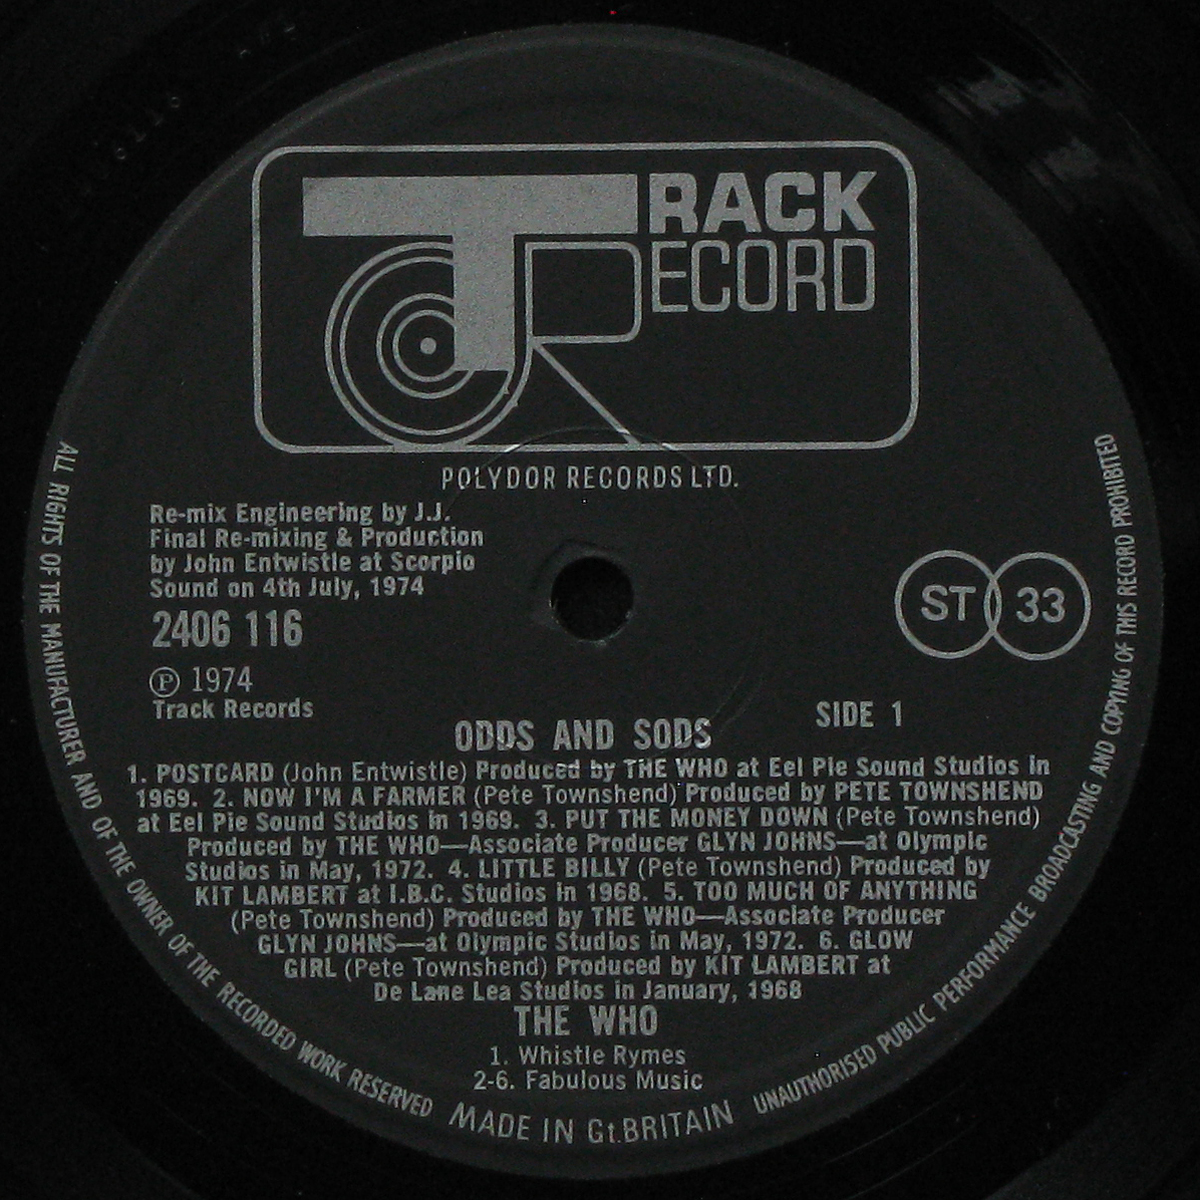 TRACK
RECORD
POLYDOR RECORDS LTD.
Re-mix Engineering by J.J.
Final Re-mixing & Production
by John Entwistle at Scorpio
Sound on 4th July, 1974
2406 116
℗ 1974
Track Records
ST 33
SIDE 1
ODDS AND SODS
1. POSTCARD (John Entwistle) Produced by THE WHO at Eel Pie Sound Studios in
1969. 2. NOW I'M A FARMER (Pete Townshend) Produced by PETE TOWNSHEND
at Eel Pie Sound Studios in 1969. 3. PUT THE MONEY DOWN (Pete Townshend)
Produced by THE WHO—Associate Producer GLYN JOHNS—at Olympic
Studios in May, 1972. 4. LITTLE BILLY (Pete Townshend) Produced by
KIT LAMBERT at I.B.C. Studios in 1968. 5. TOO MUCH OF ANYTHING
(Pete Townshend) Produced by THE WHO—Associate Producer
GLYN JOHNS—at Olympic Studios in May, 1972. 6. GLOW
GIRL (Pete Townshend) Produced by KIT LAMBERT at
De Lane Lea Studios in January, 1968
THE WHO
1. Whistle Rymes
2-6. Fabulous Music
ALL RIGHTS OF THE MANUFACTURER AND OF THE OWNER OF THE RECORDED WORK RESERVED
MADE IN Gt.BRITAIN
UNAUTHORISED PUBLIC PERFORMANCE BROADCASTING AND COPYING OF THIS RECORD PROHIBITED